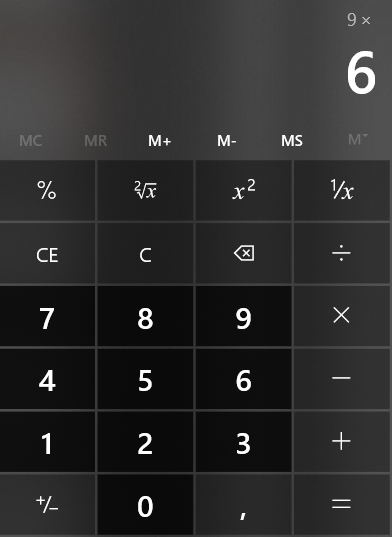 9 ×
6
MC MR M+ M- MS M˅
% ²√x x² ¹/x
CE C ⌫ ÷
7 8 9 ×
4 5 6 −
1 2 3 +
+/− 0 , =